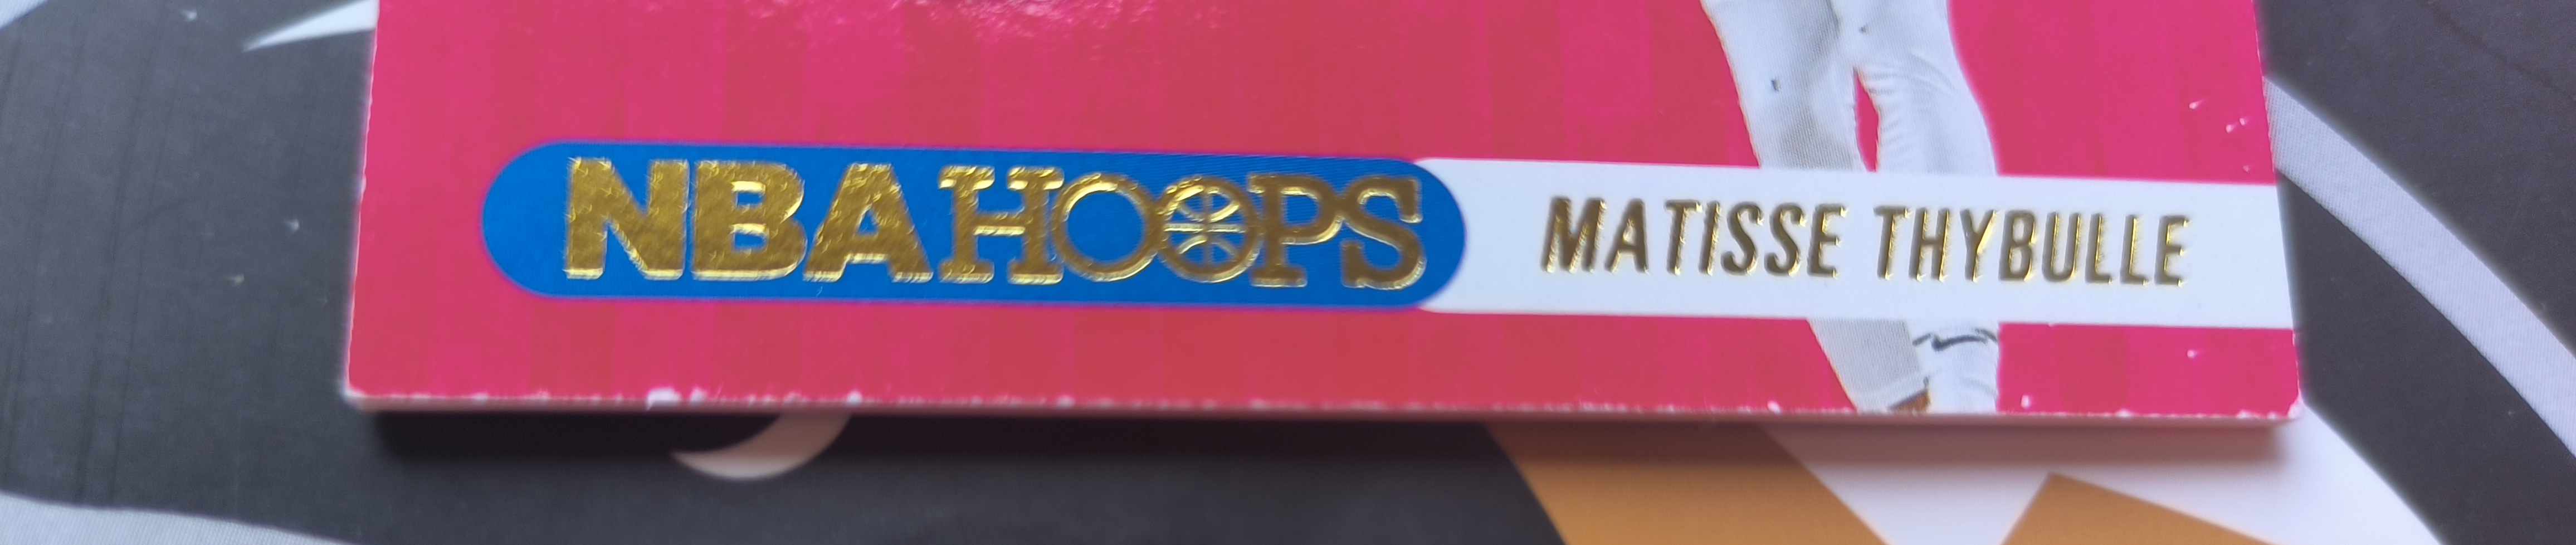 NBA HOOPS MATISSE THYBULLE